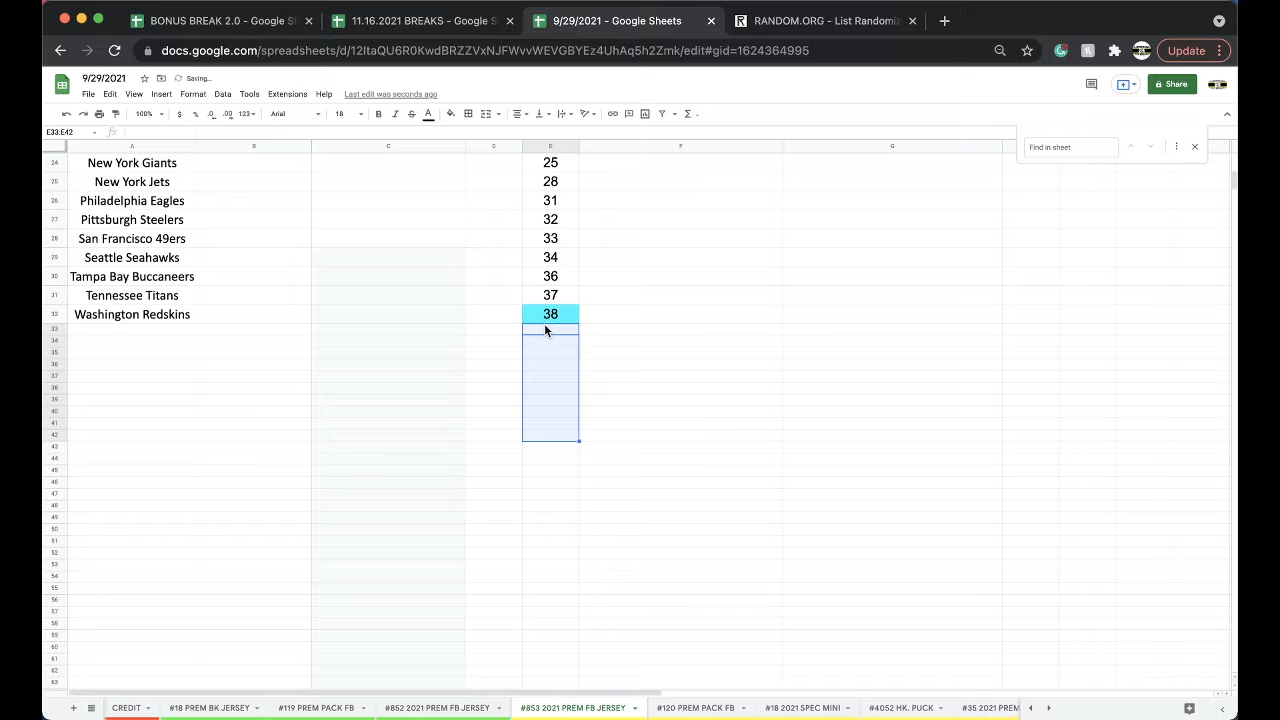 BONUS BREAK 2.0 - Google Sh
11.16.2021 BREAKS - Google S
9/29/2021 - Google Sheets
RANDOM.ORG - List Randomiz
docs.google.com/spreadsheets/d/12ItaQU6R0KwdBRZZVxNJFWvvWEVGBYEz4UhAq5h2Zmk/edit#gid=1624364995
Update
9/29/2021
Saving...
File Edit View Insert Format Data Tools Extensions Help Last edit was seconds ago
Share
100% $ % .0 .00 123 Arial 18 B I S A
E33:E42 fx
Find in sheet
A B C D E F G
24 New York Giants 25
25 New York Jets 28
26 Philadelphia Eagles 31
27 Pittsburgh Steelers 32
28 San Francisco 49ers 33
29 Seattle Seahawks 34
30 Tampa Bay Buccaneers 36
31 Tennessee Titans 37
32 Washington Redskins 38
33
34
35
36
37
38
39
40
41
42
43
44
45
46
47
48
49
50
51
52
53
54
55
56
57
58
59
60
61
62
63
CREDIT #18 PREM BK JERSEY #119 PREM PACK FB #852 2021 PREM FB JERSEY #853 2021 PREM FB JERSEY #120 PREM PACK FB #18 2021 SPEC MINI #4052 HK. PUCK #35 2021 PREM